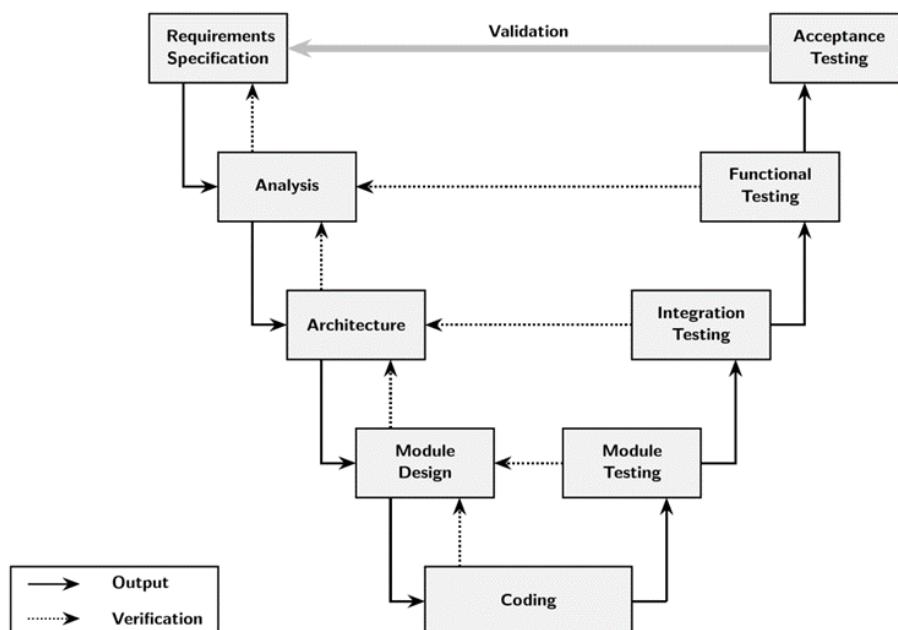 Requirements
Specification
Validation
Acceptance
Testing
Analysis
Functional
Testing
Architecture
Integration
Testing
Module
Design
Module
Testing
Output
Verification
Coding